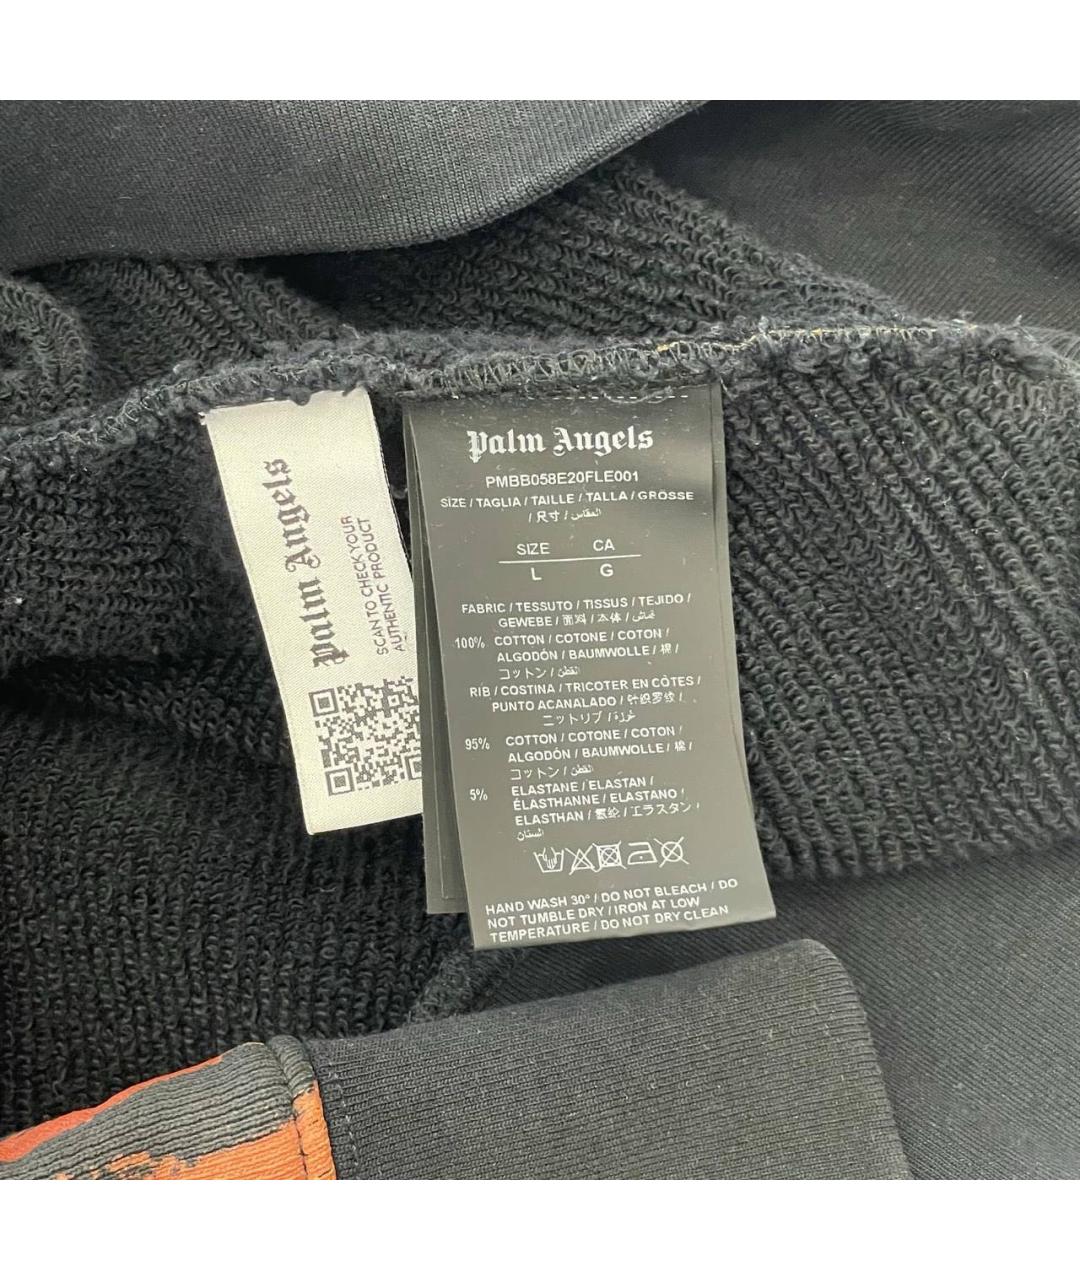 Palm Angels
SCAN TO CHECK YOUR
AUTHENTIC PRODUCT
Palm Angels
PMBB058E20FLE001
SIZE / TAGLIA / TAILLE / TALLA / GRÖSSE
/ 尺寸 / المقاس
SIZE CA
L G
FABRIC / TESSUTO / TISSUS / TEJIDO /
GEWEBE / 面料 / 本体 / قماش
100% COTTON / COTONE / COTON /
ALGODÓN / BAUMWOLLE / 棉 /
コットン / القطن
RIB / COSTINA / TRICOTER EN CÔTES /
PUNTO ACANALADO / 针织罗纹 /
ニットリブ /
95% COTTON / COTONE / COTON /
ALGODÓN / BAUMWOLLE / 棉 /
コットン / القطن
5% ELASTANE / ELASTAN /
ÉLASTHANNE / ELASTANO /
ELASTHAN / 氨纶 / エラスタン /
HAND WASH 30° / DO NOT BLEACH / DO
NOT TUMBLE DRY / IRON AT LOW
TEMPERATURE / DO NOT DRY CLEAN